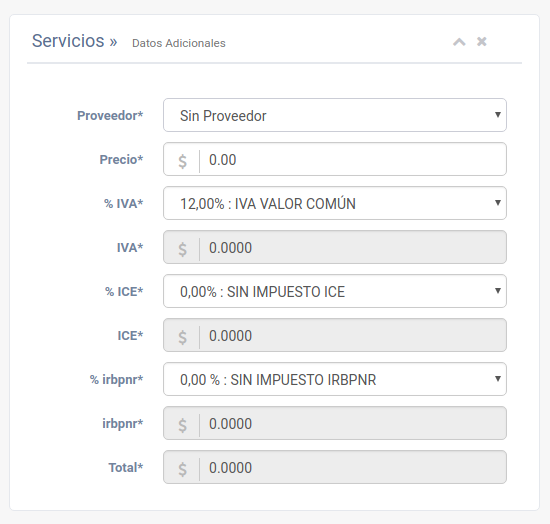 Servicios » Datos Adicionales
Proveedor* Sin Proveedor
Precio* $ 0.00
% IVA* 12,00% : IVA VALOR COMÚN
IVA* $ 0.0000
% ICE* 0,00% : SIN IMPUESTO ICE
ICE* $ 0.0000
% irbpnr* 0,00 % : SIN IMPUESTO IRBPNR
irbpnr* $ 0.0000
Total* $ 0.0000